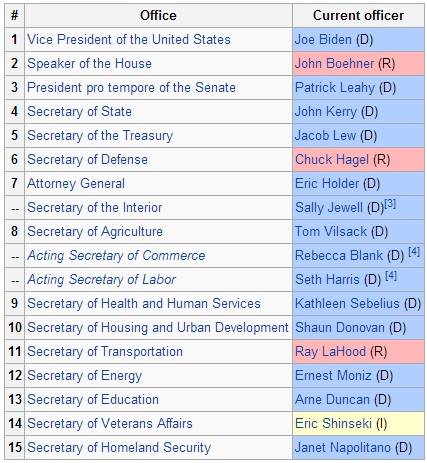 # Office Current officer
1 Vice President of the United States Joe Biden (D)
2 Speaker of the House John Boehner (R)
3 President pro tempore of the Senate Patrick Leahy (D)
4 Secretary of State John Kerry (D)
5 Secretary of the Treasury Jacob Lew (D)
6 Secretary of Defense Chuck Hagel (R)
7 Attorney General Eric Holder (D)
-- Secretary of the Interior Sally Jewell (D)[3]
8 Secretary of Agriculture Tom Vilsack (D)
-- Acting Secretary of Commerce Rebecca Blank (D) [4]
-- Acting Secretary of Labor Seth Harris (D) [4]
9 Secretary of Health and Human Services Kathleen Sebelius (D)
10 Secretary of Housing and Urban Development Shaun Donovan (D)
11 Secretary of Transportation Ray LaHood (R)
12 Secretary of Energy Ernest Moniz (D)
13 Secretary of Education Arne Duncan (D)
14 Secretary of Veterans Affairs Eric Shinseki (I)
15 Secretary of Homeland Security Janet Napolitano (D)